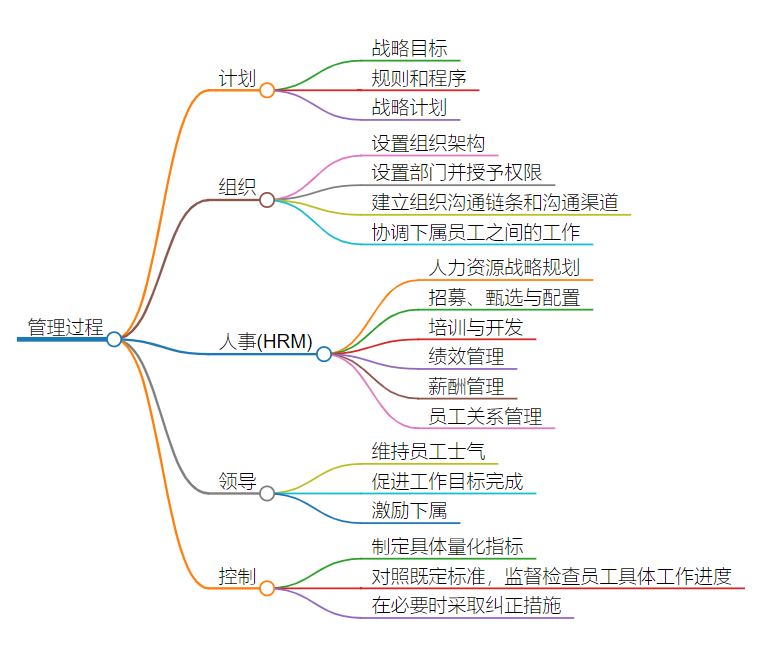 管理过程
计划
战略目标
规则和程序
战略计划
组织
设置组织架构
设置部门并授予权限
建立组织沟通链条和沟通渠道
协调下属员工之间的工作
人事(HRM)
人力资源战略规划
招募、甄选与配置
培训与开发
绩效管理
薪酬管理
员工关系管理
领导
维持员工士气
促进工作目标完成
激励下属
控制
制定具体量化指标
对照既定标准，监督检查员工具体工作进度
在必要时采取纠正措施